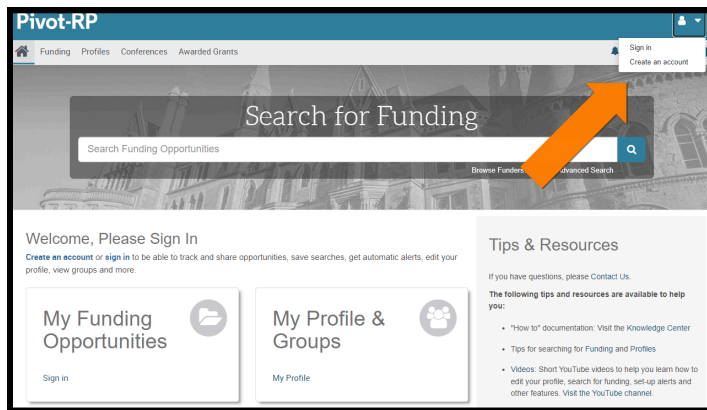 Pivot-RP
Sign in
Create an account
Funding Profiles Conferences Awarded Grants
Search for Funding
Search Funding Opportunities
Browse Funders Advanced Search
Welcome, Please Sign In
Create an account or sign in to be able to track and share opportunities, save searches, get automatic alerts, edit your
profile, view groups and more.
My Funding
Opportunities
Sign in
My Profile &
Groups
My Profile
Tips & Resources
If you have questions, please Contact Us.
The following tips and resources are available to help
you:
• "How to" documentation: Visit the Knowledge Center
• Tips for searching for Funding and Profiles
• Videos: Short YouTube videos to help you learn how to
edit your profile, search for funding, set-up alerts and
other features. Visit the YouTube channel.